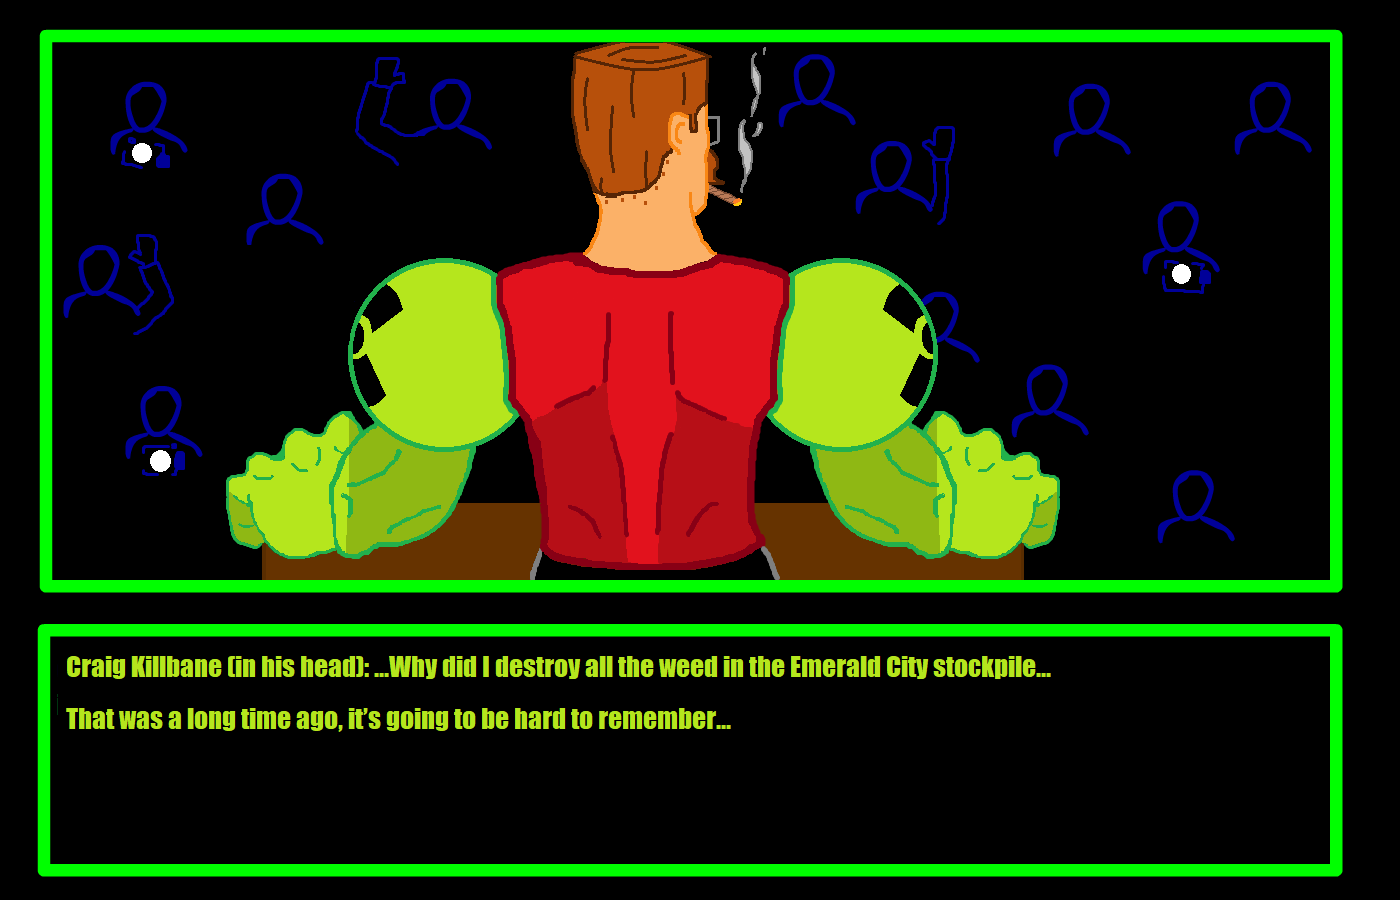 Craig Killbane (in his head): ...Why did I destroy all the weed in the Emerald City stockpile...
That was a long time ago, it's going to be hard to remember...